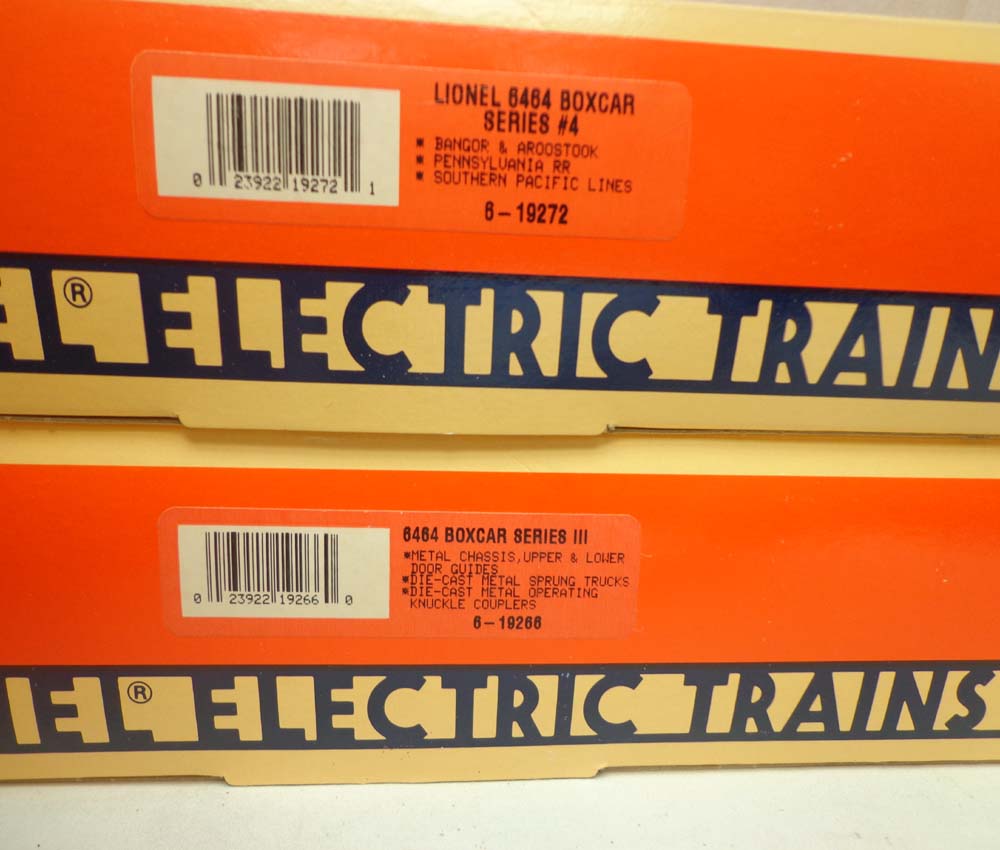 LIONEL 6464 BOXCAR
SERIES #4
* BANGOR & AROOSTOOK
* PENNSYLVANIA RR
* SOUTHERN PACIFIC LINES
6-19272
0 23922 19272 1
EL® ELECTRIC TRAIN
6464 BOXCAR SERIES III
*METAL CHASSIS, UPPER & LOWER
DOOR GUIDES
*DIE-CAST METAL SPRUNG TRUCKS
*DIE-CAST METAL OPERATING
KNUCKLE COUPLERS
6-19266
0 23922 19266 0
EL® ELECTRIC TRAINS